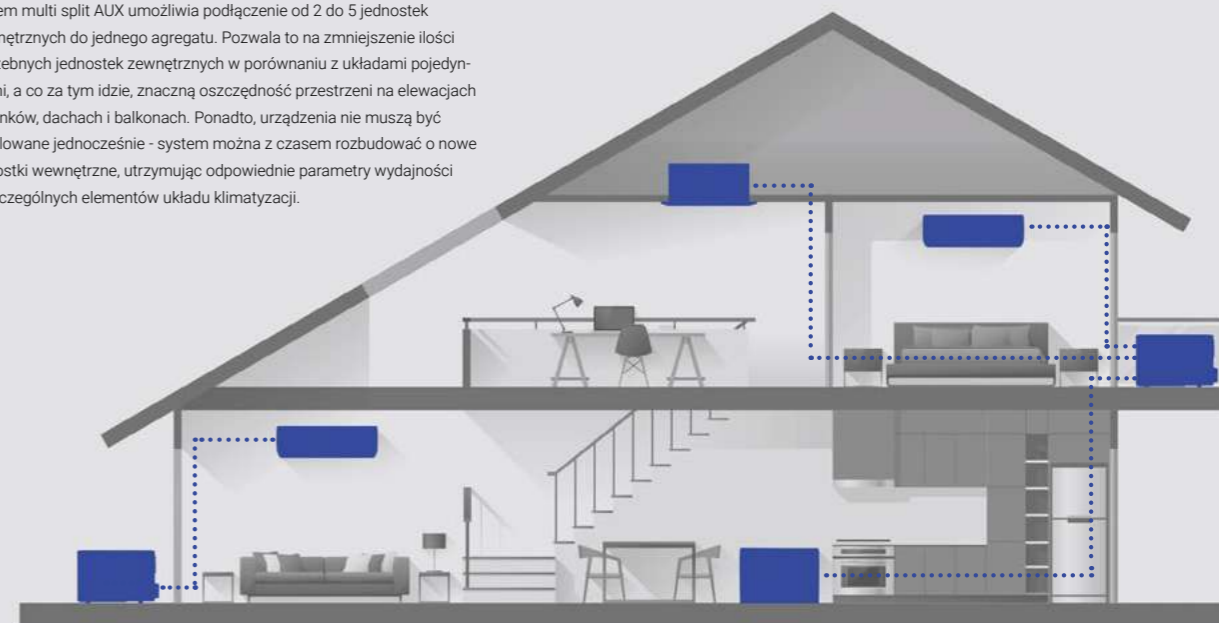 em multi split AUX umożliwia podłączenie od 2 do 5 jednostek
nętrznych do jednego agregatu. Pozwala to na zmniejszenie ilości
ebnych jednostek zewnętrznych w porównaniu z układami pojedyn-
ni, a co za tym idzie, znaczną oszczędność przestrzeni na elewacjach
nków, dachach i balkonach. Ponadto, urządzenia nie muszą być
lowane jednocześnie - system można z czasem rozbudować o nowe
ostki wewnętrzne, utrzymując odpowiednie parametry wydajności
czególnych elementów układu klimatyzacji.